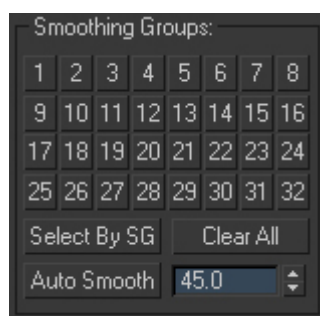 Smoothing Groups:
1 2 3 4 5 6 7 8
9 10 11 12 13 14 15 16
17 18 19 20 21 22 23 24
25 26 27 28 29 30 31 32
Select By SG Clear All
Auto Smooth 45.0